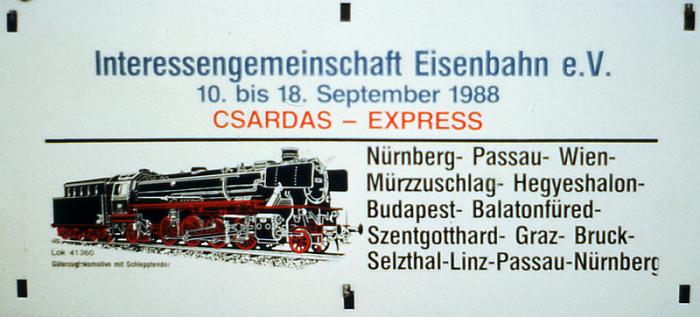 Interessengemeinschaft Eisenbahn e.V.
10. bis 18. September 1988
CSARDAS – EXPRESS
Nürnberg- Passau- Wien-
Mürzzuschlag- Hegyeshalon-
Budapest- Balatonfüred-
Szentgotthard- Graz- Bruck-
Selzthal-Linz-Passau-Nürnberg
Lok 41360
Güterzuglokomotive mit Schlepptender